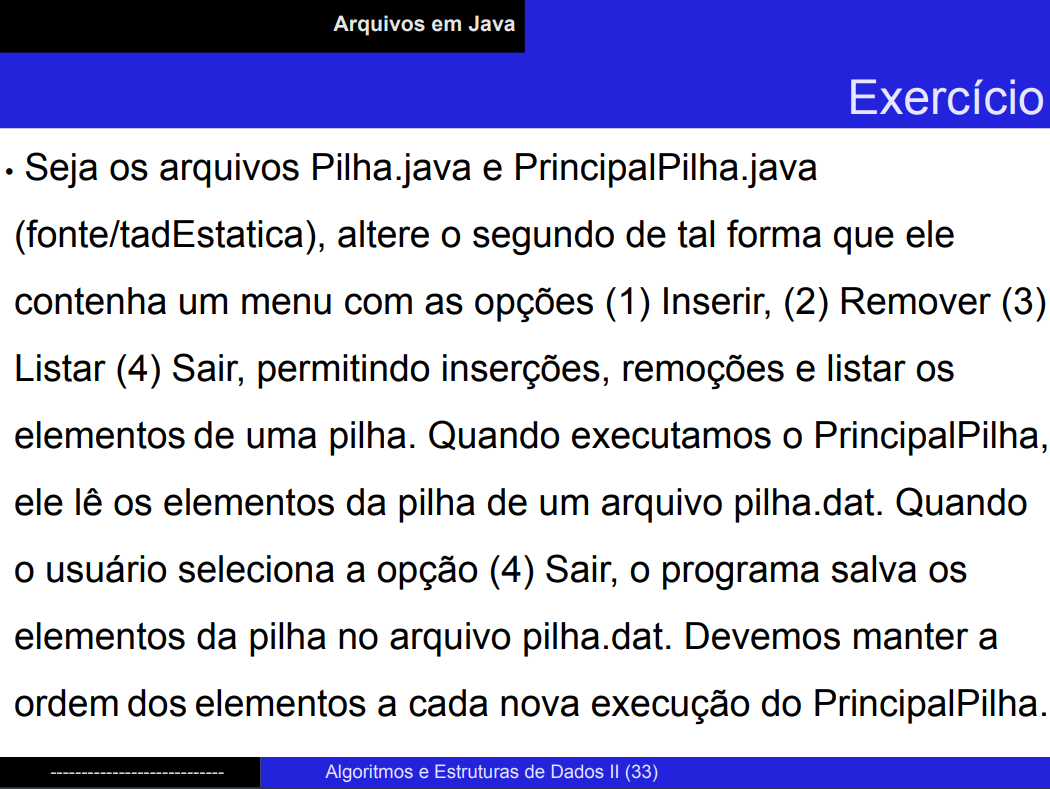 Arquivos em Java
Exercício
• Seja os arquivos Pilha.java e PrincipalPilha.java
(fonte/tadEstatica), altere o segundo de tal forma que ele
contenha um menu com as opções (1) Inserir, (2) Remover (3)
Listar (4) Sair, permitindo inserções, remoções e listar os
elementos de uma pilha. Quando executamos o PrincipalPilha,
ele lê os elementos da pilha de um arquivo pilha.dat. Quando
o usuário seleciona a opção (4) Sair, o programa salva os
elementos da pilha no arquivo pilha.dat. Devemos manter a
ordem dos elementos a cada nova execução do PrincipalPilha.
----------------------------
Algoritmos e Estruturas de Dados II (33)